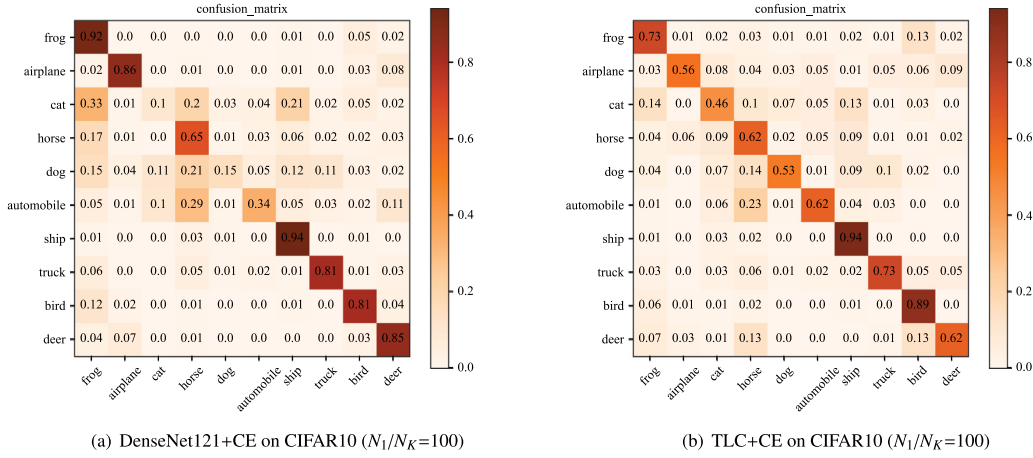 confusion_matrix
frog 0.92 0.0 0.0 0.0 0.0 0.0 0.01 0.0 0.05 0.02
airplane 0.02 0.86 0.0 0.01 0.0 0.0 0.01 0.0 0.03 0.08
cat 0.33 0.01 0.1 0.2 0.03 0.04 0.21 0.02 0.05 0.02
horse 0.17 0.01 0.0 0.65 0.01 0.03 0.06 0.02 0.02 0.03
dog 0.15 0.04 0.11 0.21 0.15 0.05 0.12 0.11 0.03 0.02
automobile 0.05 0.01 0.1 0.29 0.01 0.34 0.05 0.03 0.02 0.11
ship 0.01 0.0 0.0 0.03 0.0 0.01 0.94 0.0 0.0 0.0
truck 0.06 0.0 0.0 0.05 0.01 0.02 0.01 0.81 0.01 0.03
bird 0.12 0.02 0.0 0.01 0.0 0.0 0.01 0.0 0.81 0.04
deer 0.04 0.07 0.0 0.01 0.0 0.0 0.0 0.0 0.03 0.85
frog airplane cat horse dog automobile ship truck bird deer
0.8
0.6
0.4
0.2
0.0
(a) DenseNet121+CE on CIFAR10 (N1/NK=100)
confusion_matrix
frog 0.73 0.01 0.02 0.03 0.01 0.02 0.03 0.01 0.13 0.02
airplane 0.03 0.56 0.08 0.04 0.03 0.05 0.01 0.05 0.06 0.09
cat 0.14 0.0 0.46 0.1 0.07 0.05 0.13 0.01 0.03 0.0
horse 0.04 0.06 0.09 0.62 0.02 0.05 0.09 0.01 0.01 0.02
dog 0.04 0.0 0.07 0.14 0.53 0.01 0.09 0.1 0.02 0.0
automobile 0.01 0.01 0.06 0.23 0.01 0.62 0.04 0.03 0.0 0.0
ship 0.01 0.0 0.03 0.02 0.0 0.0 0.94 0.0 0.0 0.0
truck 0.03 0.0 0.03 0.06 0.01 0.02 0.02 0.73 0.05 0.05
bird 0.06 0.01 0.01 0.02 0.0 0.0 0.01 0.0 0.89 0.0
deer 0.07 0.03 0.01 0.13 0.0 0.01 0.0 0.0 0.13 0.62
frog airplane cat horse dog automobile ship truck bird deer
0.8
0.6
0.4
0.2
0.0
(b) TLC+CE on CIFAR10 (N1/NK=100)